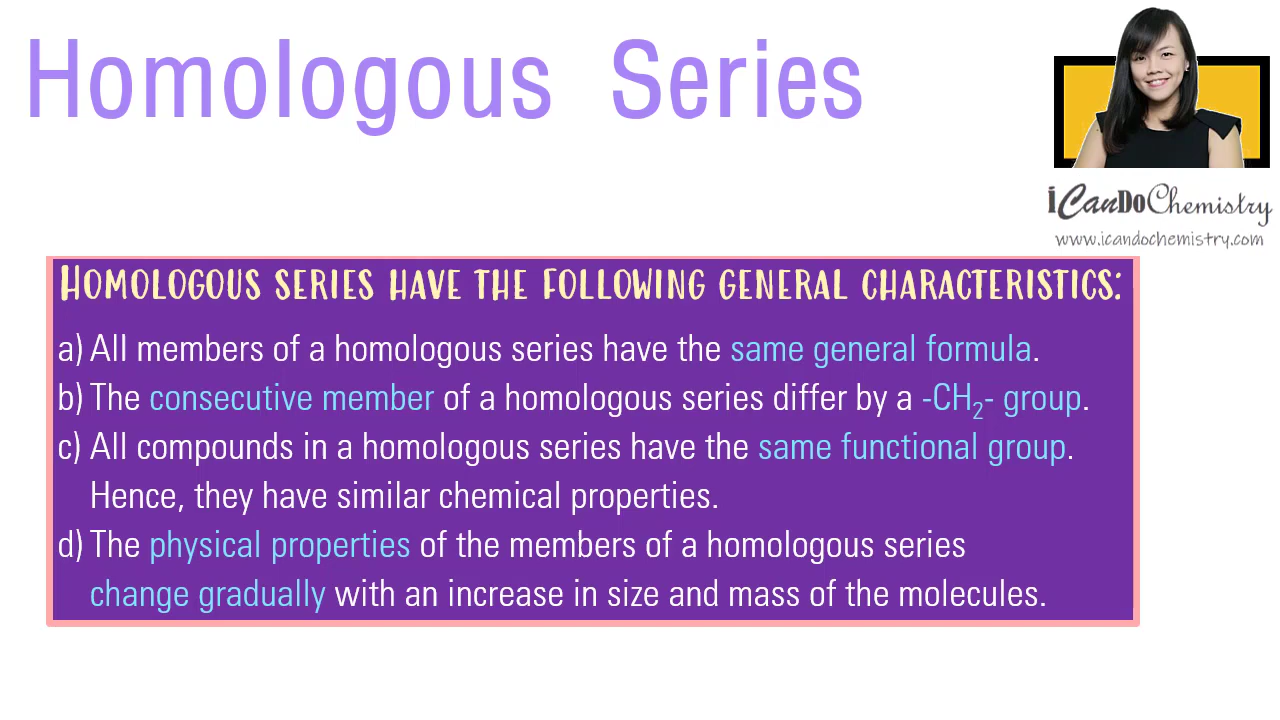 Homologous Series
iCanDoChemistry
www.icandochemistry.com
Homologous series have the following general characteristics:
a) All members of a homologous series have the same general formula.
b) The consecutive member of a homologous series differ by a -CH₂- group.
c) All compounds in a homologous series have the same functional group.
Hence, they have similar chemical properties.
d) The physical properties of the members of a homologous series
change gradually with an increase in size and mass of the molecules.